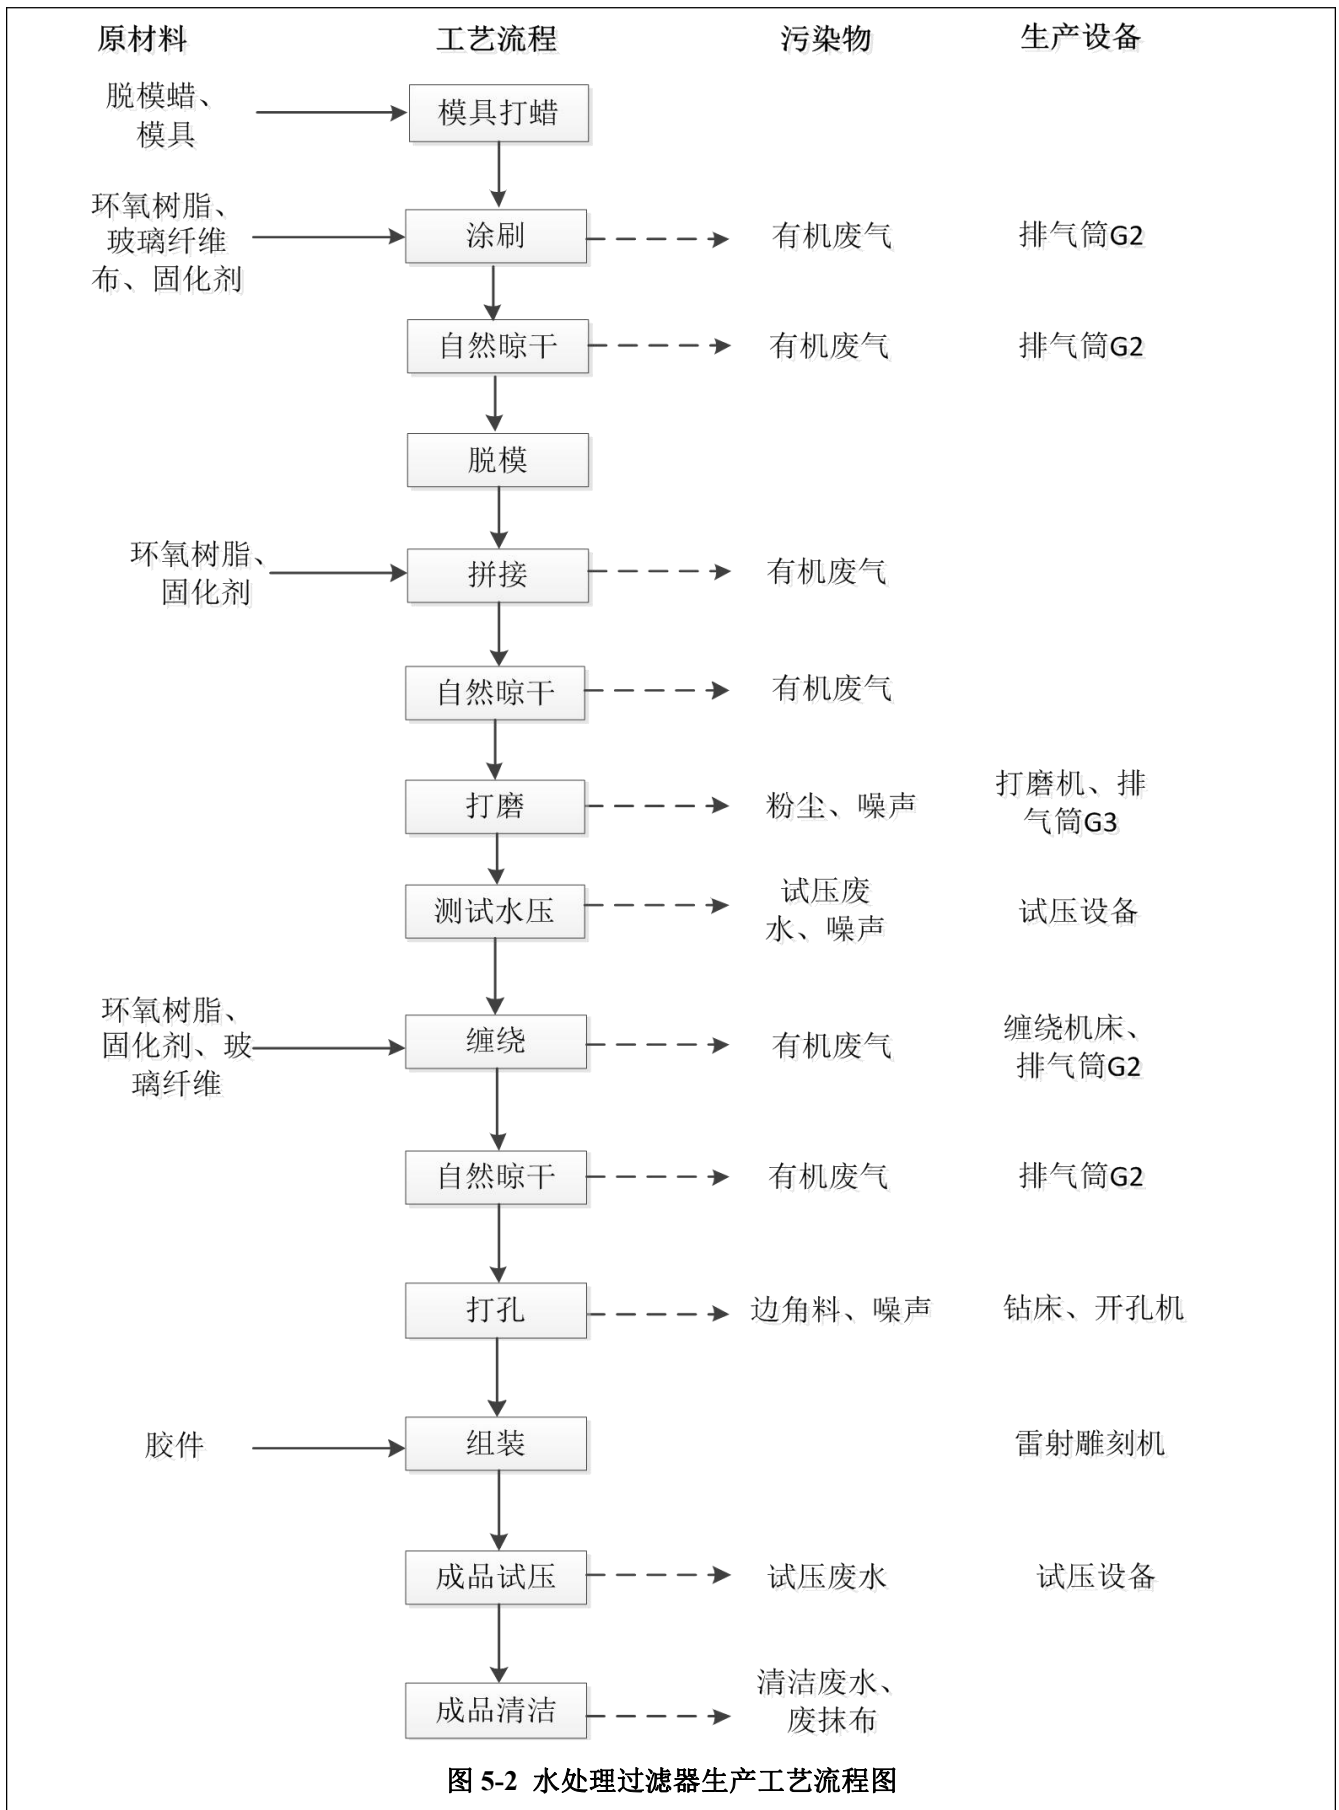 原材料 工艺流程 污染物 生产设备
脱模蜡、
模具
模具打蜡
环氧树脂、
玻璃纤维
布、固化剂
涂刷 有机废气 排气筒G2
自然晾干 有机废气 排气筒G2
脱模
环氧树脂、
固化剂
拼接 有机废气
自然晾干 有机废气
打磨 粉尘、噪声
打磨机、排
气筒G3
测试水压
试压废
水、噪声
试压设备
环氧树脂、
固化剂、玻
璃纤维
缠绕 有机废气
缠绕机床、
排气筒G2
自然晾干 有机废气 排气筒G2
打孔 边角料、噪声 钻床、开孔机
胶件 组装 雷射雕刻机
成品试压 试压废水 试压设备
成品清洁
清洁废水、
废抹布
图 5-2 水处理过滤器生产工艺流程图